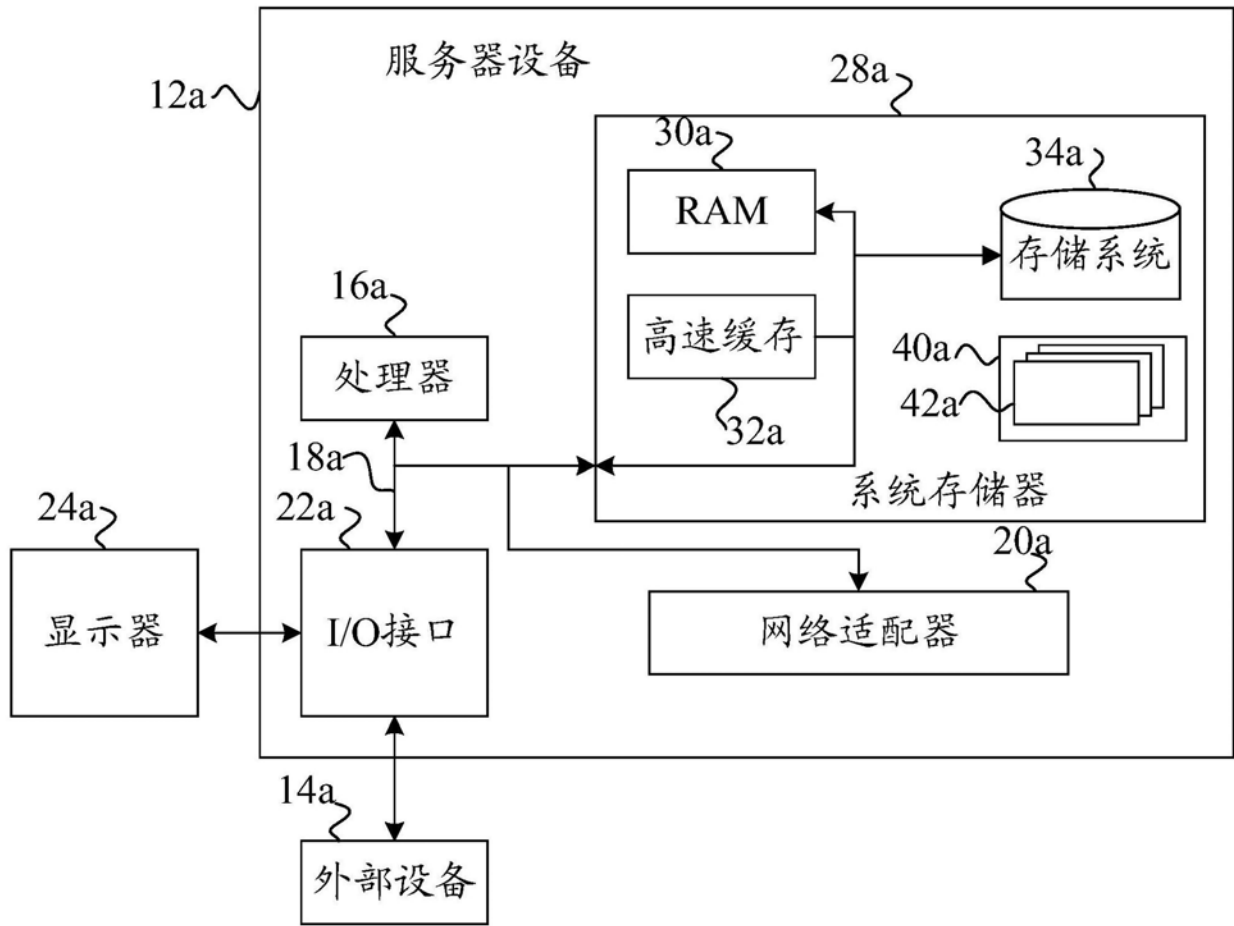 服务器设备
12a
28a
30a
34a
RAM
存储系统
16a
高速缓存
40a
处理器
42a
32a
18a
系统存储器
24a
22a
20a
显示器
I/O接口
网络适配器
14a
外部设备